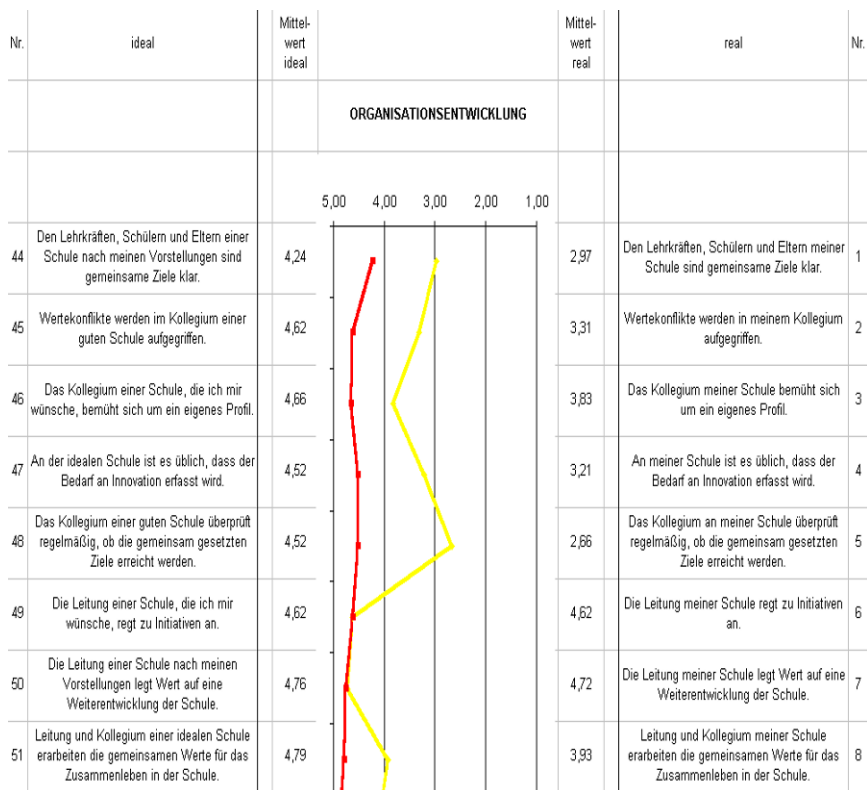 Nr.
ideal
Mittel-
wert
ideal
Mittel-
wert
real
real
Nr.
ORGANISATIONSENTWICKLUNG
5,00 4,00 3,00 2,00 1,00
44
Den Lehrkräften, Schülern und Eltern einer
Schule nach meinen Vorstellungen sind
gemeinsame Ziele klar.
4,24
2,97
Den Lehrkräften, Schülern und Eltern meiner
Schule sind gemeinsame Ziele klar.
1
45
Wertekonflikte werden im Kollegium einer
guten Schule aufgegriffen.
4,62
3,31
Wertekonflikte werden in meinem Kollegium
aufgegriffen.
2
46
Das Kollegium einer Schule, die ich mir
wünsche, bemüht sich um ein eigenes Profil.
4,66
3,83
Das Kollegium meiner Schule bemüht sich
um ein eigenes Profil.
3
47
An der idealen Schule ist es üblich, dass der
Bedarf an Innovation erfasst wird.
4,52
3,21
An meiner Schule ist es üblich, dass der
Bedarf an Innovation erfasst wird.
4
48
Das Kollegium einer guten Schule überprüft
regelmäßig, ob die gemeinsam gesetzten
Ziele erreicht werden.
4,52
2,66
Das Kollegium an meiner Schule überprüft
regelmäßig, ob die gemeinsam gesetzten
Ziele erreicht werden.
5
49
Die Leitung einer Schule, die ich mir
wünsche, regt zu Initiativen an.
4,62
4,62
Die Leitung meiner Schule regt zu Initiativen
an.
6
50
Die Leitung einer Schule nach meinen
Vorstellungen legt Wert auf eine
Weiterentwicklung der Schule.
4,76
4,72
Die Leitung meiner Schule legt Wert auf eine
Weiterentwicklung der Schule.
7
51
Leitung und Kollegium einer idealen Schule
erarbeiten die gemeinsamen Werte für das
Zusammenleben in der Schule.
4,79
3,93
Leitung und Kollegium meiner Schule
erarbeiten die gemeinsamen Werte für das
Zusammenleben in der Schule.
8